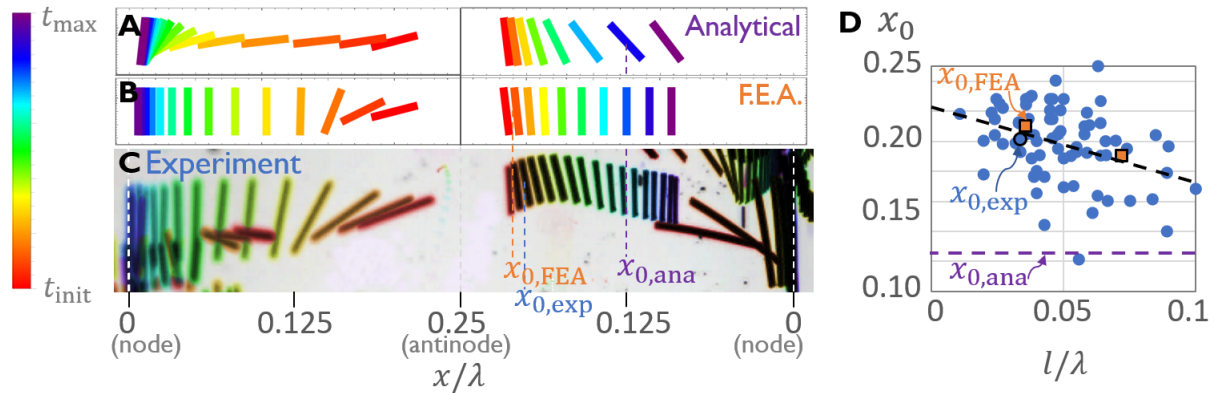 t_max
t_init
A
Analytical
B
F.E.A.
C Experiment
x_0,FEA
x_0,exp
x_0,ana
0 0.125 0.25 0.125 0
(node) (antinode) (node)
x/λ
D x_0
0.25
0.20
0.15
0.10
x_0,FEA
x_0,exp
x_0,ana
0 0.05 0.1
l/λ